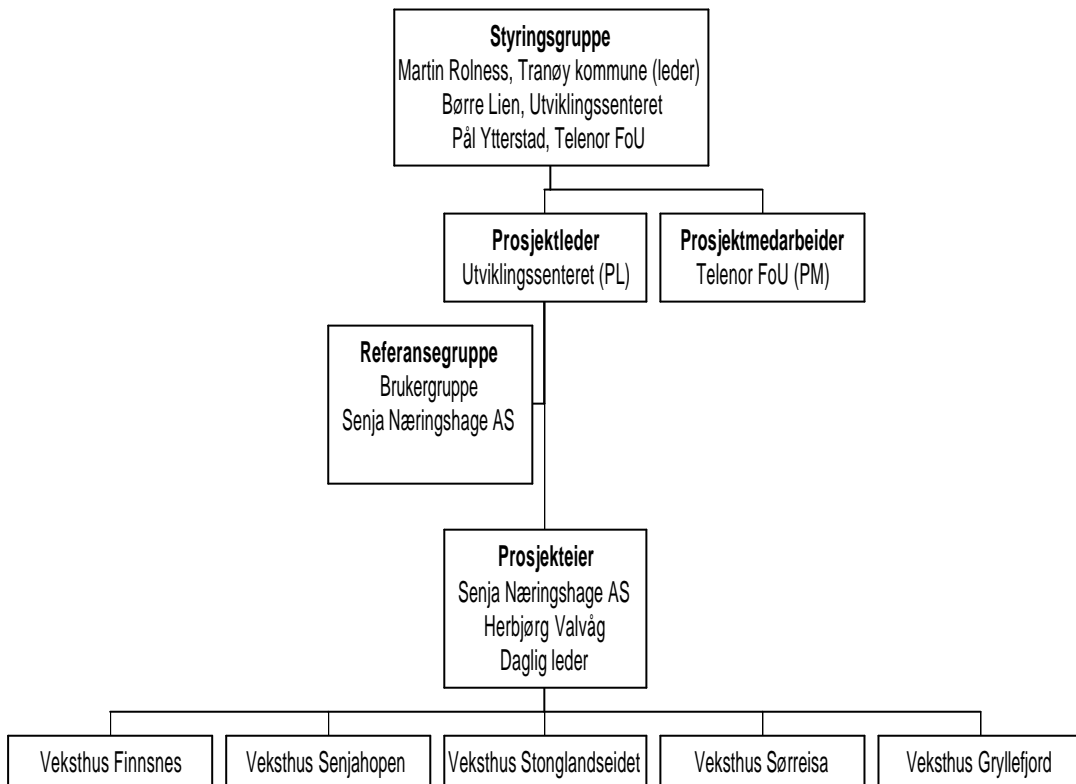 Styringsgruppe
Martin Rolness, Tranøy kommune (leder)
Børre Lien, Utviklingssenteret
Pål Ytterstad, Telenor FoU
Prosjektleder
Utviklingssenteret (PL)
Prosjektmedarbeider
Telenor FoU (PM)
Referansegruppe
Brukergruppe
Senja Næringshage AS
Prosjekteier
Senja Næringshage AS
Herbjørg Valvåg
Daglig leder
Veksthus Finnsnes
Veksthus Senjahopen
Veksthus Stonglandseidet
Veksthus Sørreisa
Veksthus Gryllefjord